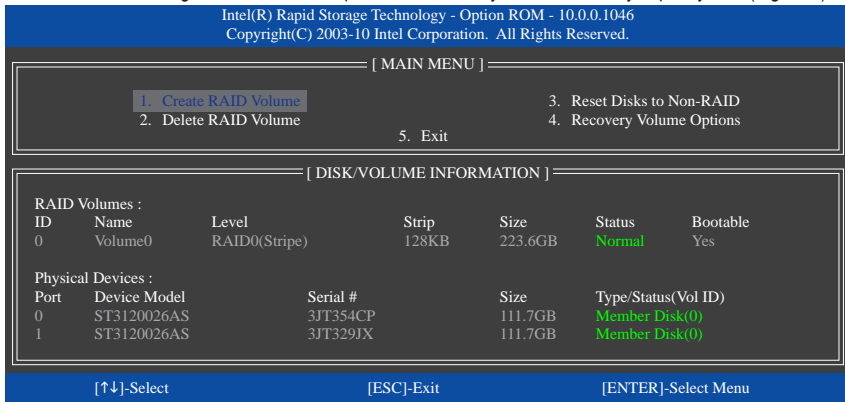 Intel(R) Rapid Storage Technology - Option ROM - 10.0.0.1046
Copyright(C) 2003-10 Intel Corporation. All Rights Reserved.
[ MAIN MENU ]
1. Create RAID Volume 3. Reset Disks to Non-RAID
2. Delete RAID Volume 4. Recovery Volume Options
5. Exit
[ DISK/VOLUME INFORMATION ]
RAID Volumes :
ID Name Level Strip Size Status Bootable
0 Volume0 RAID0(Stripe) 128KB 223.6GB Normal Yes
Physical Devices :
Port Device Model Serial # Size Type/Status(Vol ID)
0 ST3120026AS 3JT354CP 111.7GB Member Disk(0)
1 ST3120026AS 3JT329JX 111.7GB Member Disk(0)
[↑↓]-Select [ESC]-Exit [ENTER]-Select Menu